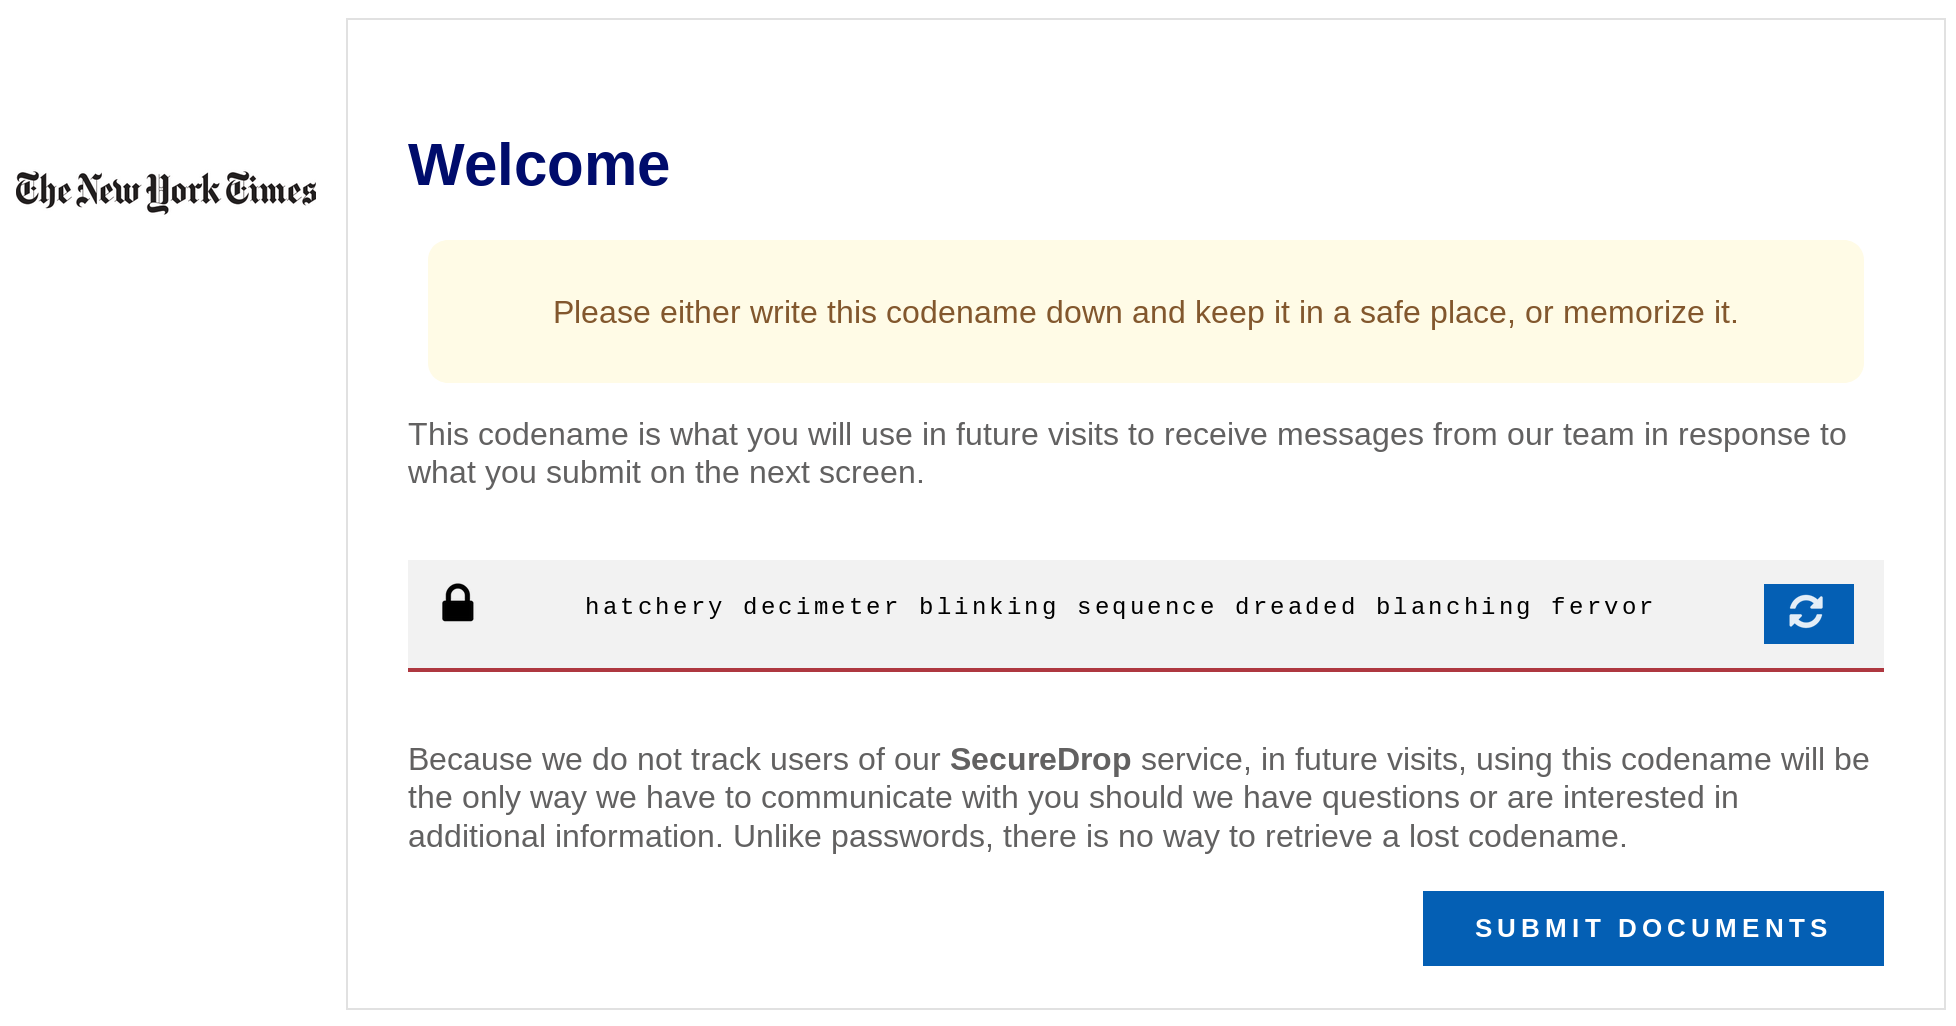 The New York Times
Welcome
Please either write this codename down and keep it in a safe place, or memorize it.
This codename is what you will use in future visits to receive messages from our team in response to
what you submit on the next screen.
hatchery decimeter blinking sequence dreaded blanching fervor
Because we do not track users of our SecureDrop service, in future visits, using this codename will be
the only way we have to communicate with you should we have questions or are interested in
additional information. Unlike passwords, there is no way to retrieve a lost codename.
SUBMIT DOCUMENTS